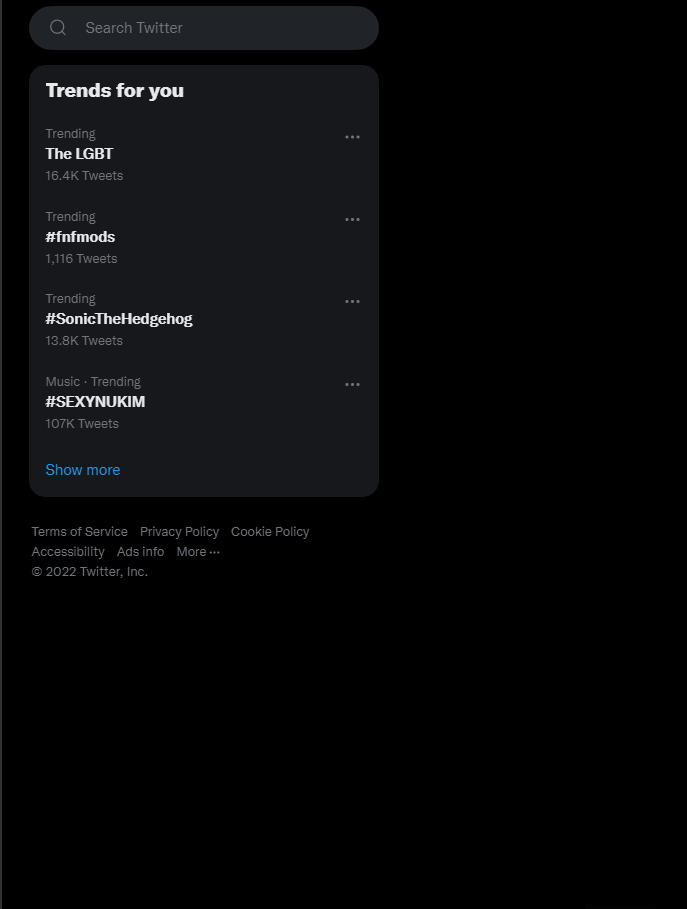 Search Twitter
Trends for you
Trending
The LGBT
16.4K Tweets
Trending
#fnfmods
1,116 Tweets
Trending
#SonicTheHedgehog
13.8K Tweets
Music · Trending
#SEXYNUKIM
107K Tweets
Show more
Terms of Service Privacy Policy Cookie Policy
Accessibility Ads info More ···
© 2022 Twitter, Inc.